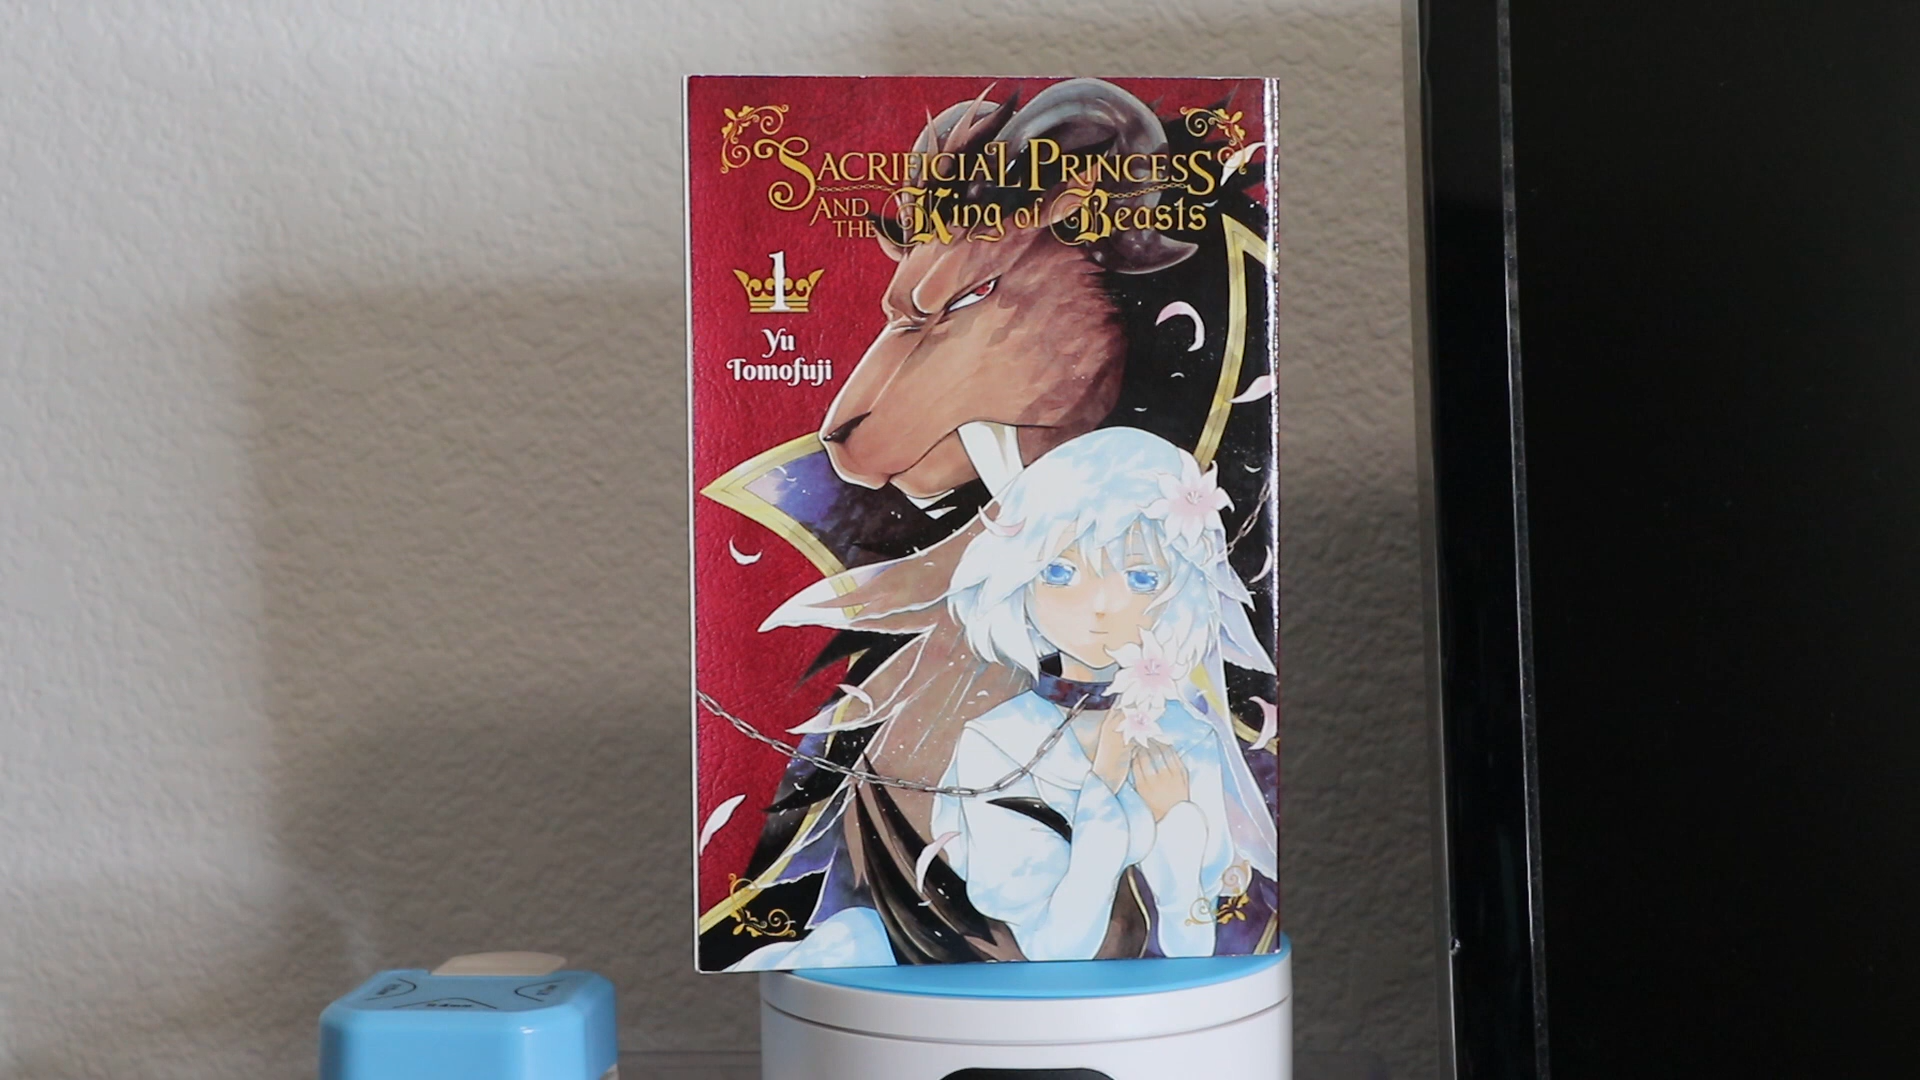 Sacrificial Princess
and the King of Beasts
1
Yu
Tomofuji